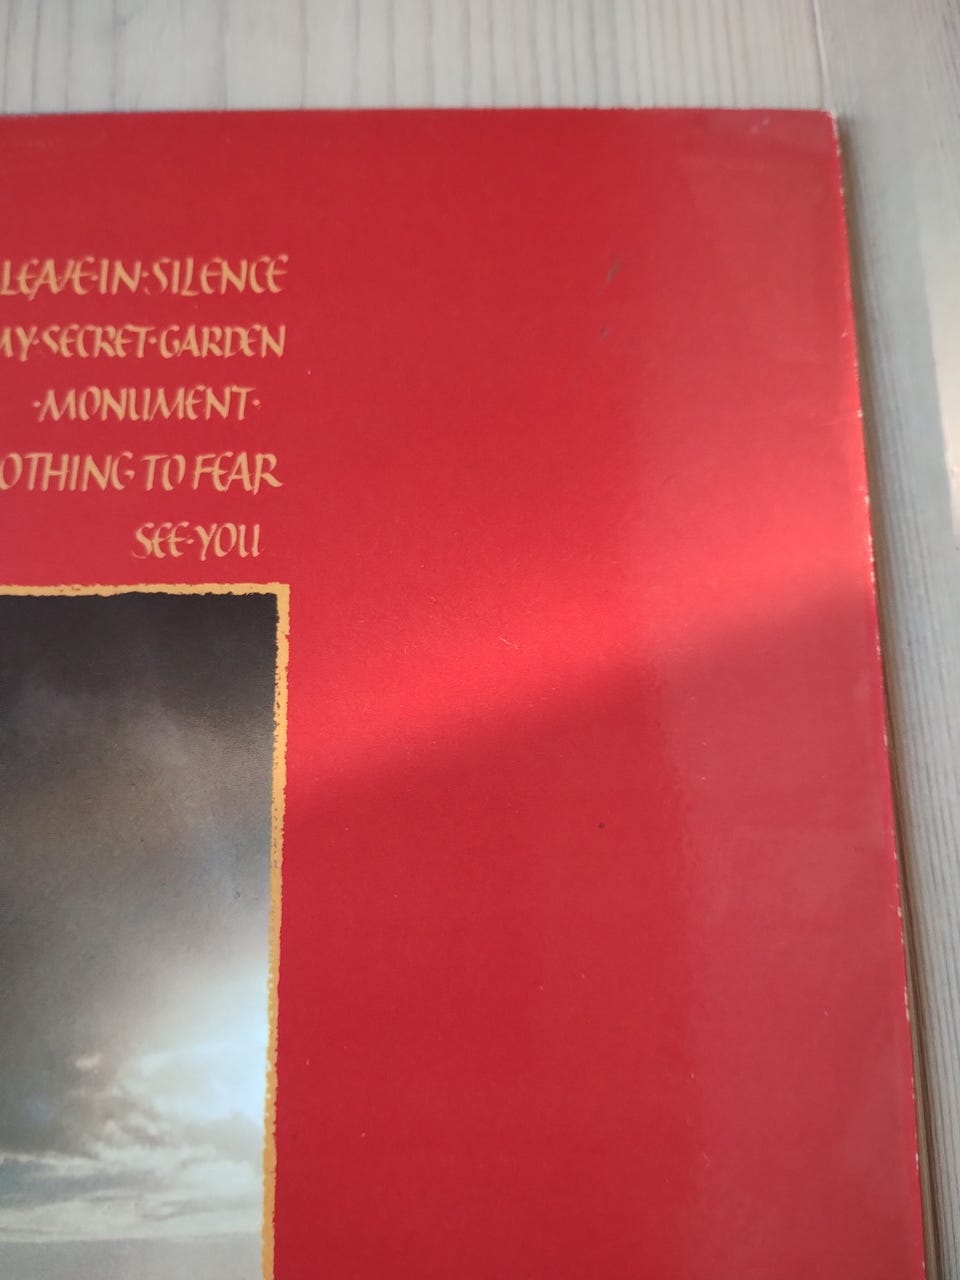 LEAVE·IN·SILENCE
MY·SECRET·GARDEN
·MONUMENT·
OTHING TO FEAR
SEE·YOU